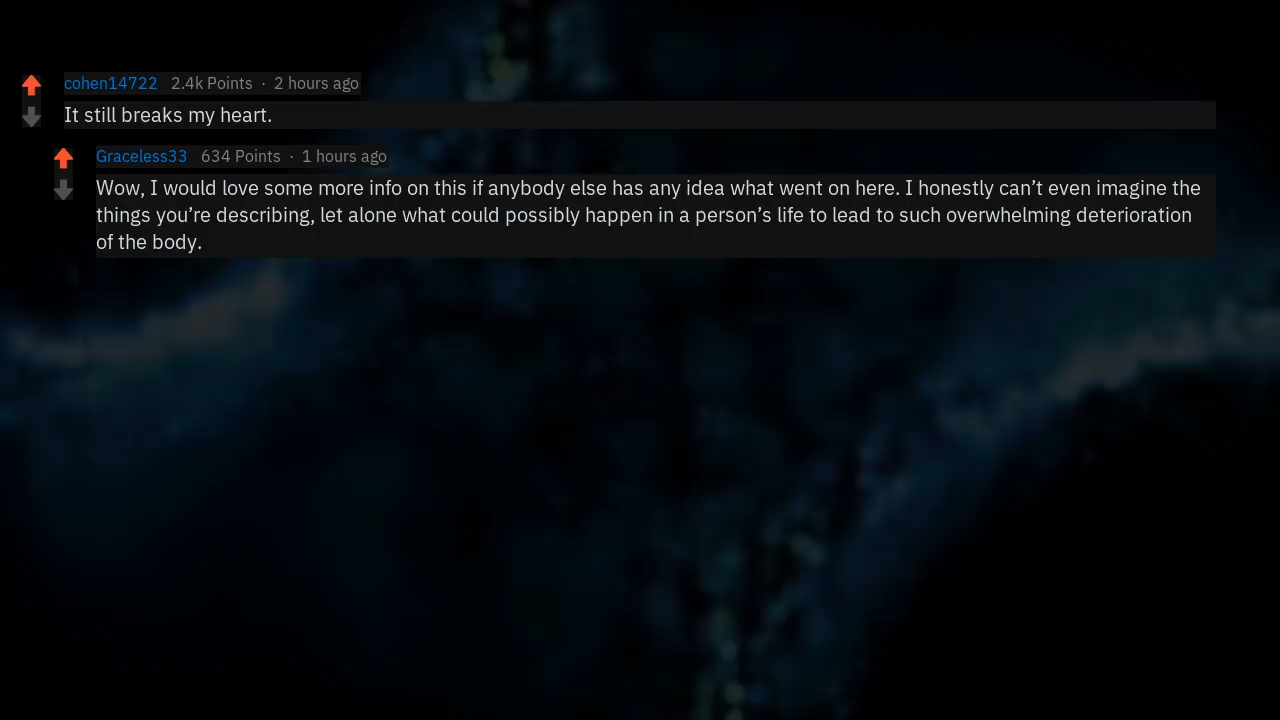 cohen14722 2.4k Points · 2 hours ago
It still breaks my heart.
Graceless33 634 Points · 1 hours ago
Wow, I would love some more info on this if anybody else has any idea what went on here. I honestly can’t even imagine the
things you’re describing, let alone what could possibly happen in a person’s life to lead to such overwhelming deterioration
of the body.